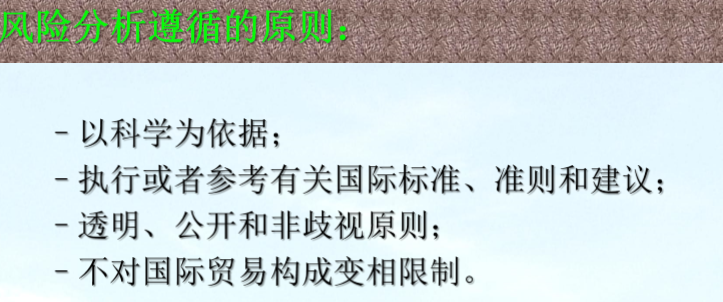 风险分析遵循的原则：
－以科学为依据；
－执行或者参考有关国际标准、准则和建议；
－透明、公开和非歧视原则；
－不对国际贸易构成变相限制。